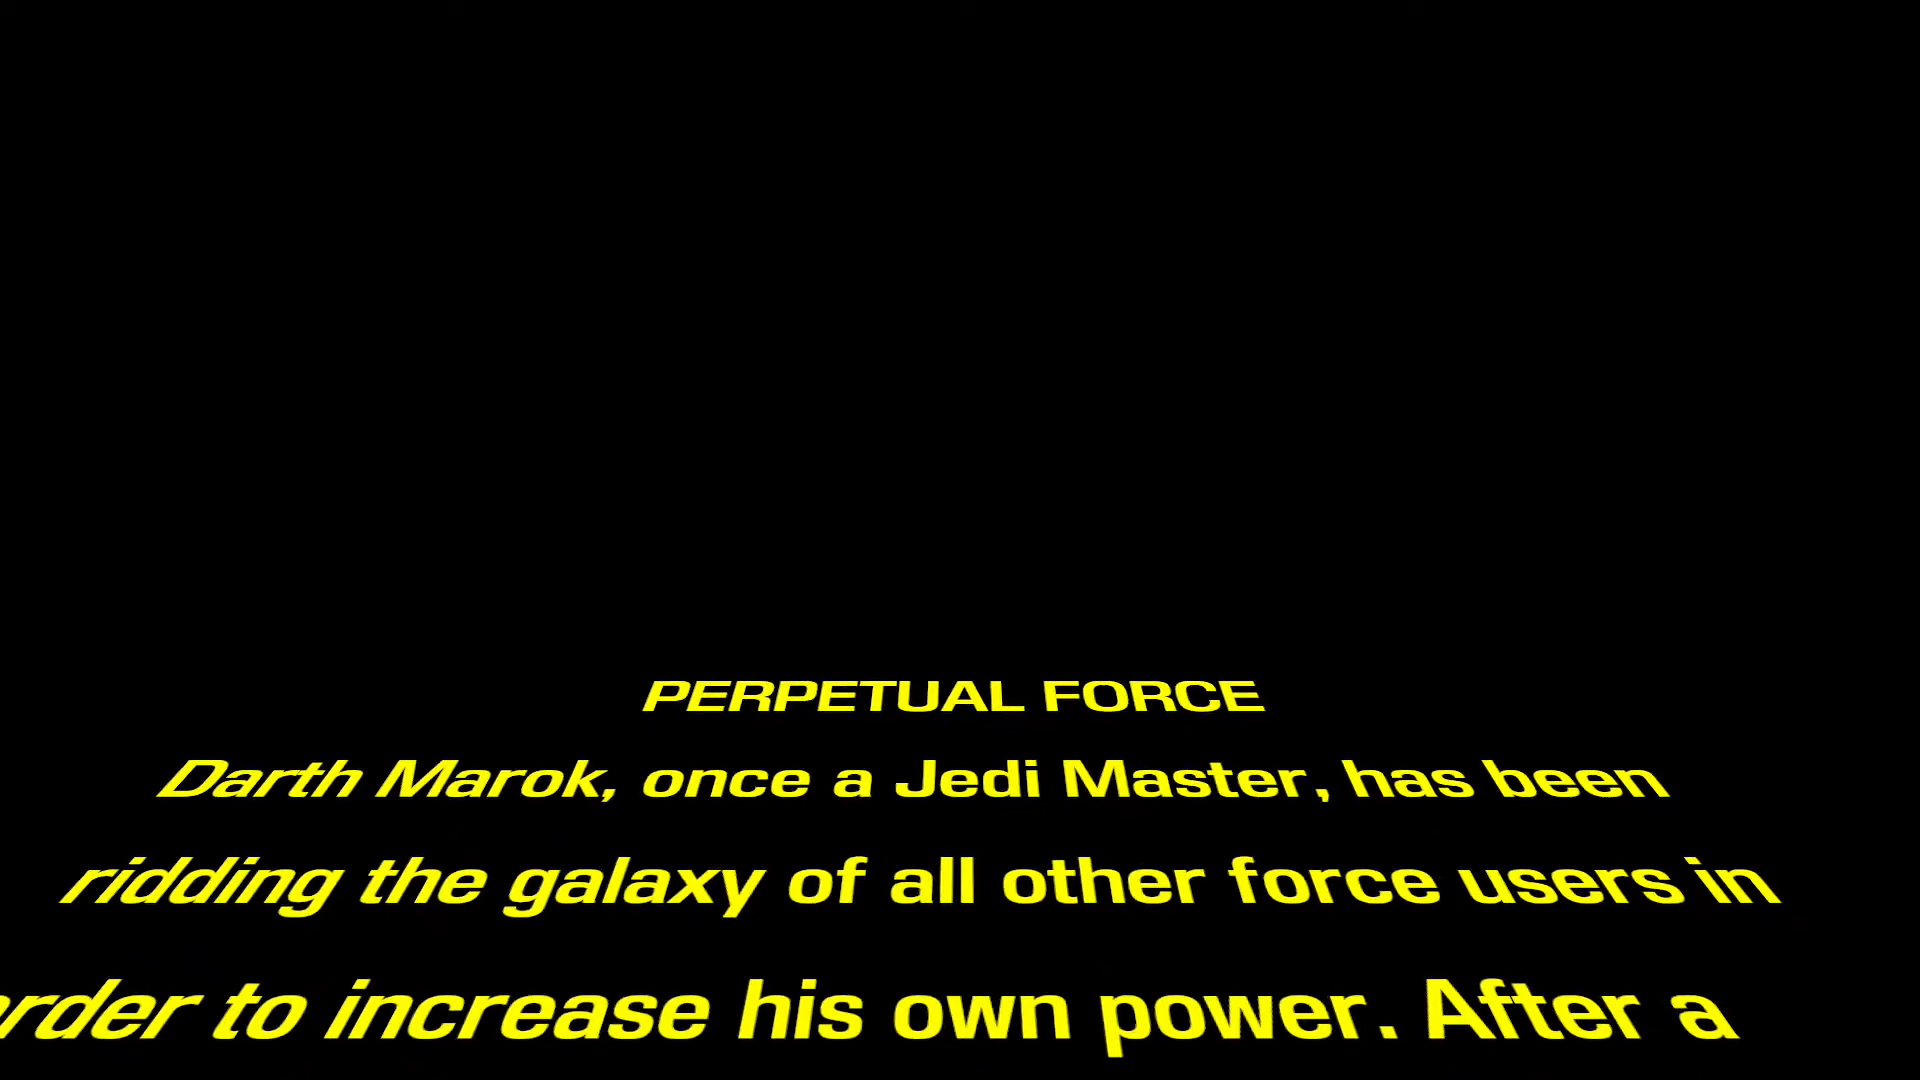 PERPETUAL FORCE
Darth Marok, once a Jedi Master, has been
ridding the galaxy of all other force users in
order to increase his own power. After a